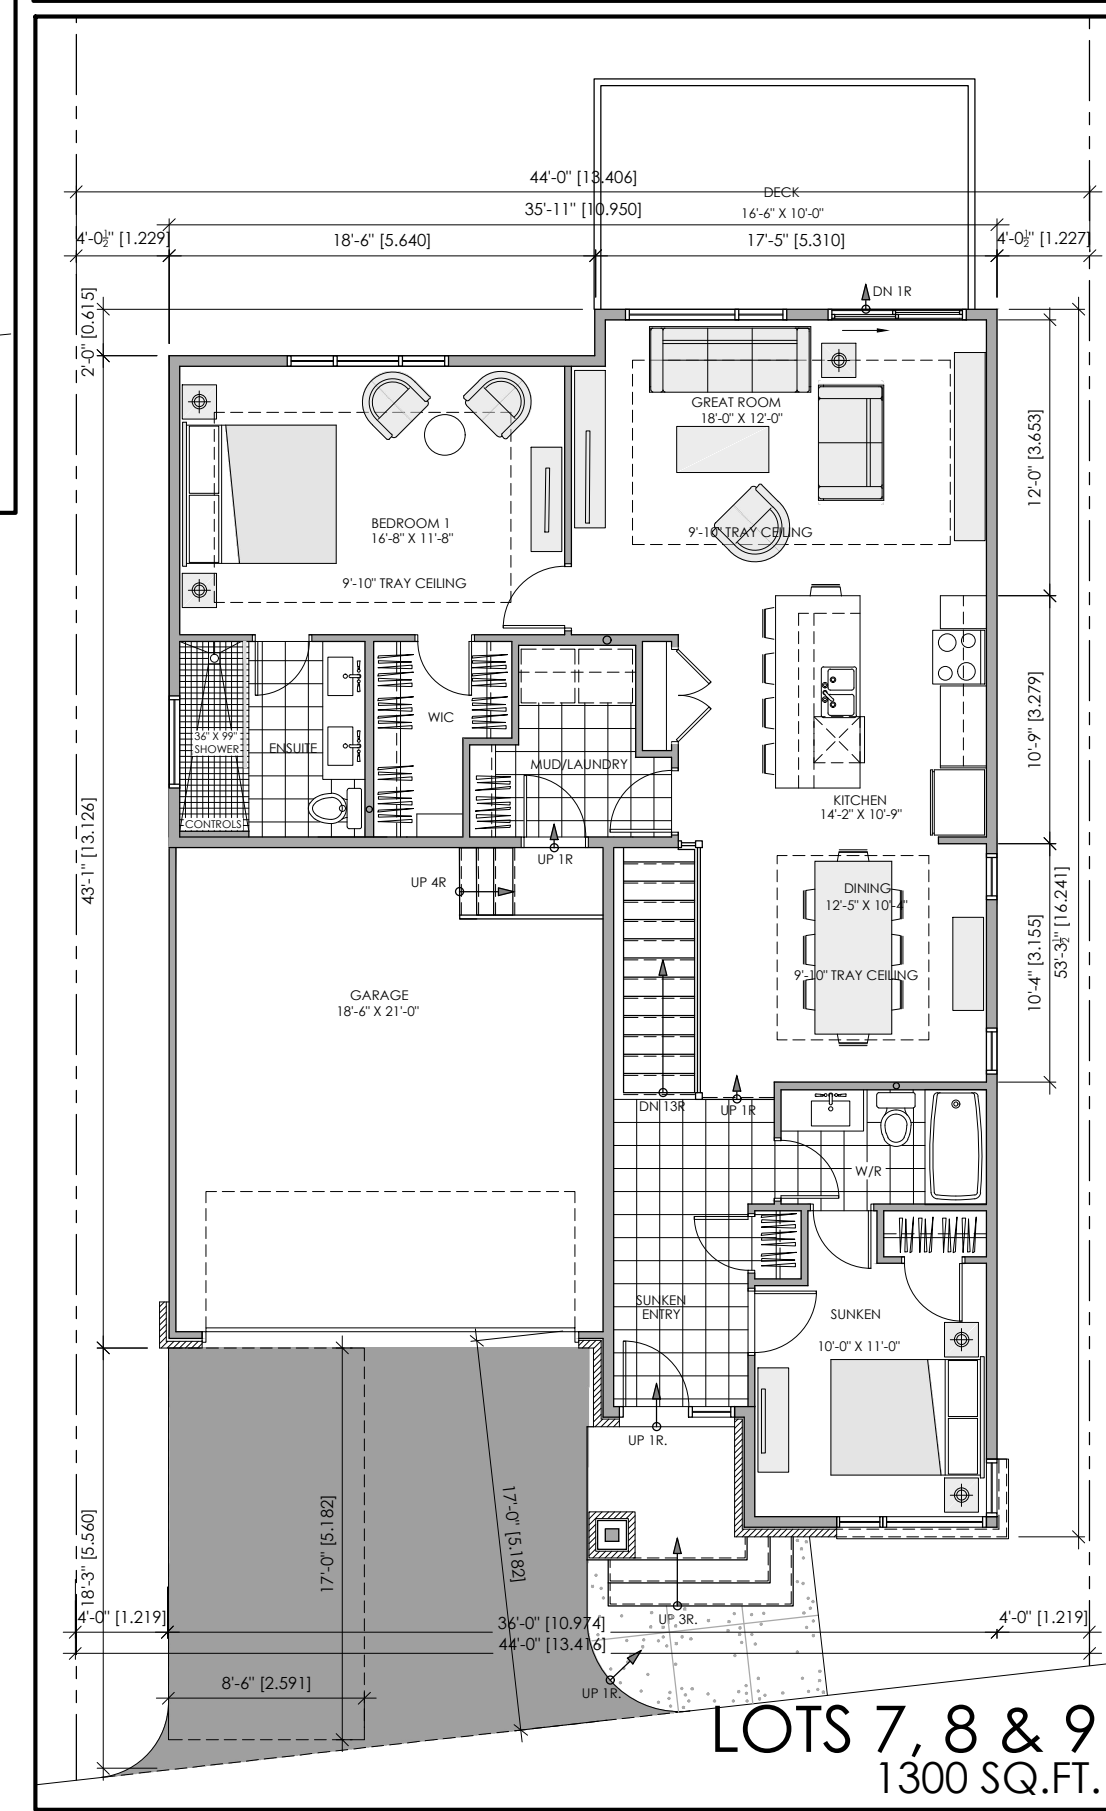 44'-0" [13.406]
DECK
16'-6" X 10'-0"
35'-11" [10.950]
4'-0½" [1.229]
18'-6" [5.640]
17'-5" [5.310]
4'-0½" [1.227]
DN 1R
2'-0" [0.615]
GREAT ROOM
18'-0" X 12'-0"
12'-0" [3.653]
BEDROOM 1
16'-8" X 11'-8"
9'-10" TRAY CEILING
9'-10" TRAY CEILING
10'-9" [3.279]
WIC
36" X 99"
SHOWER
ENSUITE
MUD/LAUNDRY
CONTROLS
KITCHEN
14'-2" X 10'-9"
43'-1" [13.126]
UP 1R
UP 4R
DINING
12'-5" X 10'-4"
9'-10" TRAY CEILING
10'-4" [3.155]
53'-3½" [16.241]
GARAGE
18'-6" X 21'-0"
DN 13R
UP 1R
W/R
SUNKEN
ENTRY
SUNKEN
10'-0" X 11'-0"
UP 1R.
17'-0" [5.182]
17'-0" [5.182]
18'-3" [5.560]
UP 3R.
4'-0" [1.219]
36'-0" [10.974]
4'-0" [1.219]
44'-0" [13.416]
8'-6" [2.591]
UP 1R.
LOTS 7, 8 & 9
1300 SQ.FT.